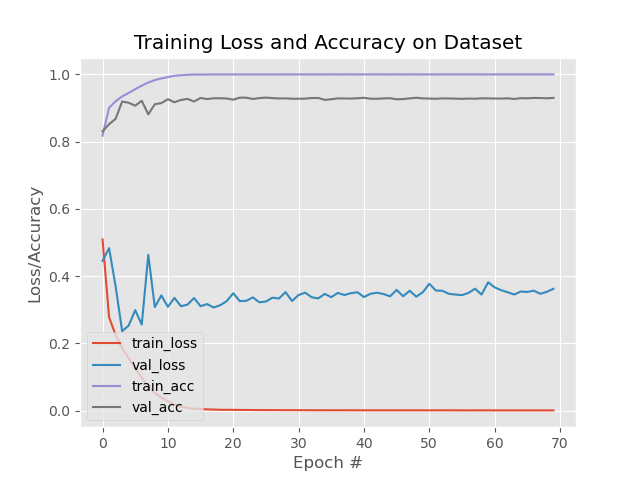 Training Loss and Accuracy on Dataset
Loss/Accuracy
1.0
0.8
0.6
0.4
0.2
0.0
train_loss
val_loss
train_acc
val_acc
0 10 20 30 40 50 60 70
Epoch #